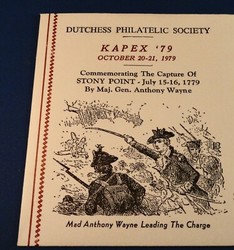 DUTCHESS PHILATELIC SOCIETY
KAPEX '79
OCTOBER 20-21, 1979
Commemorating The Capture Of
STONY POINT - July 15-16, 1779
By Maj. Gen. Anthony Wayne
Mad Anthony Wayne Leading The Charge